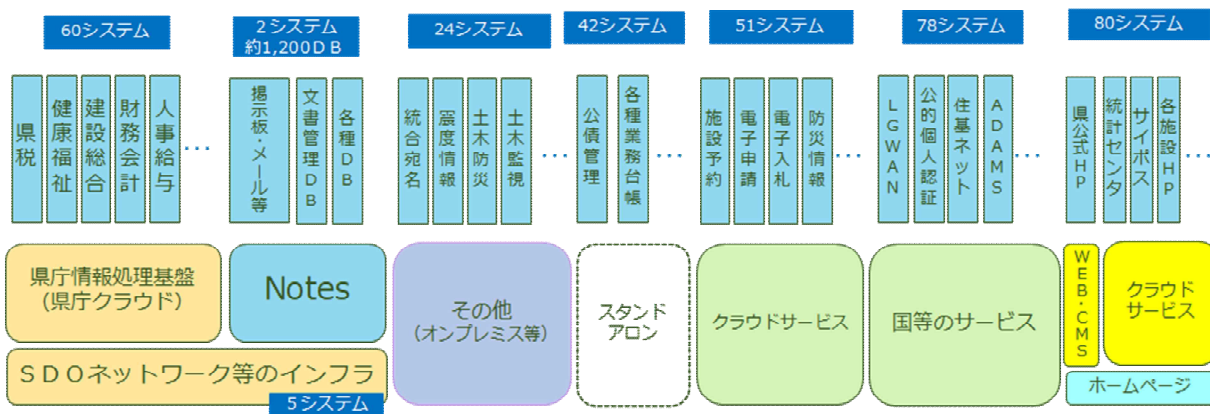 60システム
2システム
約1,200DB
24システム
42システム
51システム
78システム
80システム
県税
健康福祉
建設総合
財務会計
人事給与
…
掲示板・メール等
文書管理DB
各種DB
統合宛名
震度情報
土木防災
土木監視
…
公債管理
各種業務台帳
…
施設予約
電子申請
電子入札
防災情報
…
LGWAN
公的個人認証
住基ネット
ADAMS
…
県公式HP
統計センタ
サイボス
各施設HP
…
県庁情報処理基盤
(県庁クラウド)
Notes
その他
(オンプレミス等)
スタンド
アロン
クラウドサービス
国等のサービス
WEB・CMS
クラウド
サービス
SDOネットワーク等のインフラ
5システム
ホームページ